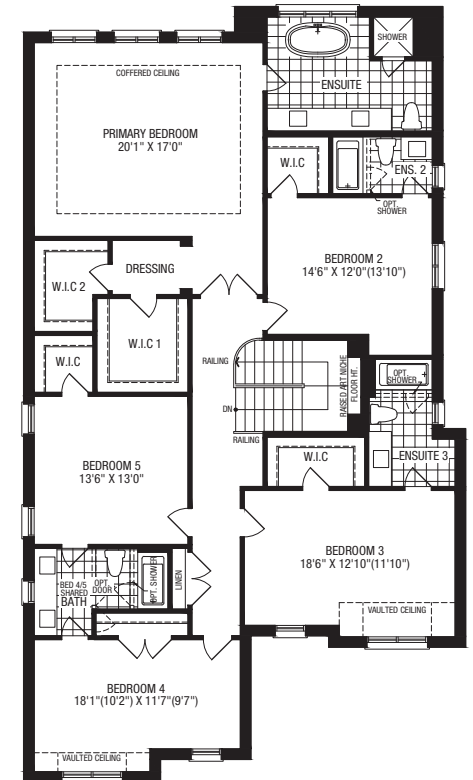 SHOWER
COFFERED CEILING
ENSUITE
PRIMARY BEDROOM
20'1" X 17'0"
W.I.C
ENS. 2
OPT.
SHOWER
BEDROOM 2
14'6" X 12'0"(13'10")
DRESSING
W.I.C 2
W.I.C 1
W.I.C
RAILING
RAISED ART NICHE
FLOOR HT.
OPT.
SHOWER
DN
RAILING
W.I.C
ENSUITE 3
BEDROOM 5
13'6" X 13'0"
BEDROOM 3
18'6" X 12'10"(11'10")
BED 4/5
SHARED
BATH
OPT.
DOOR
OPT. SHOWER
LINEN
VAULTED CEILING
BEDROOM 4
18'1"(10'2") X 11'7"(9'7")
VAULTED CEILING